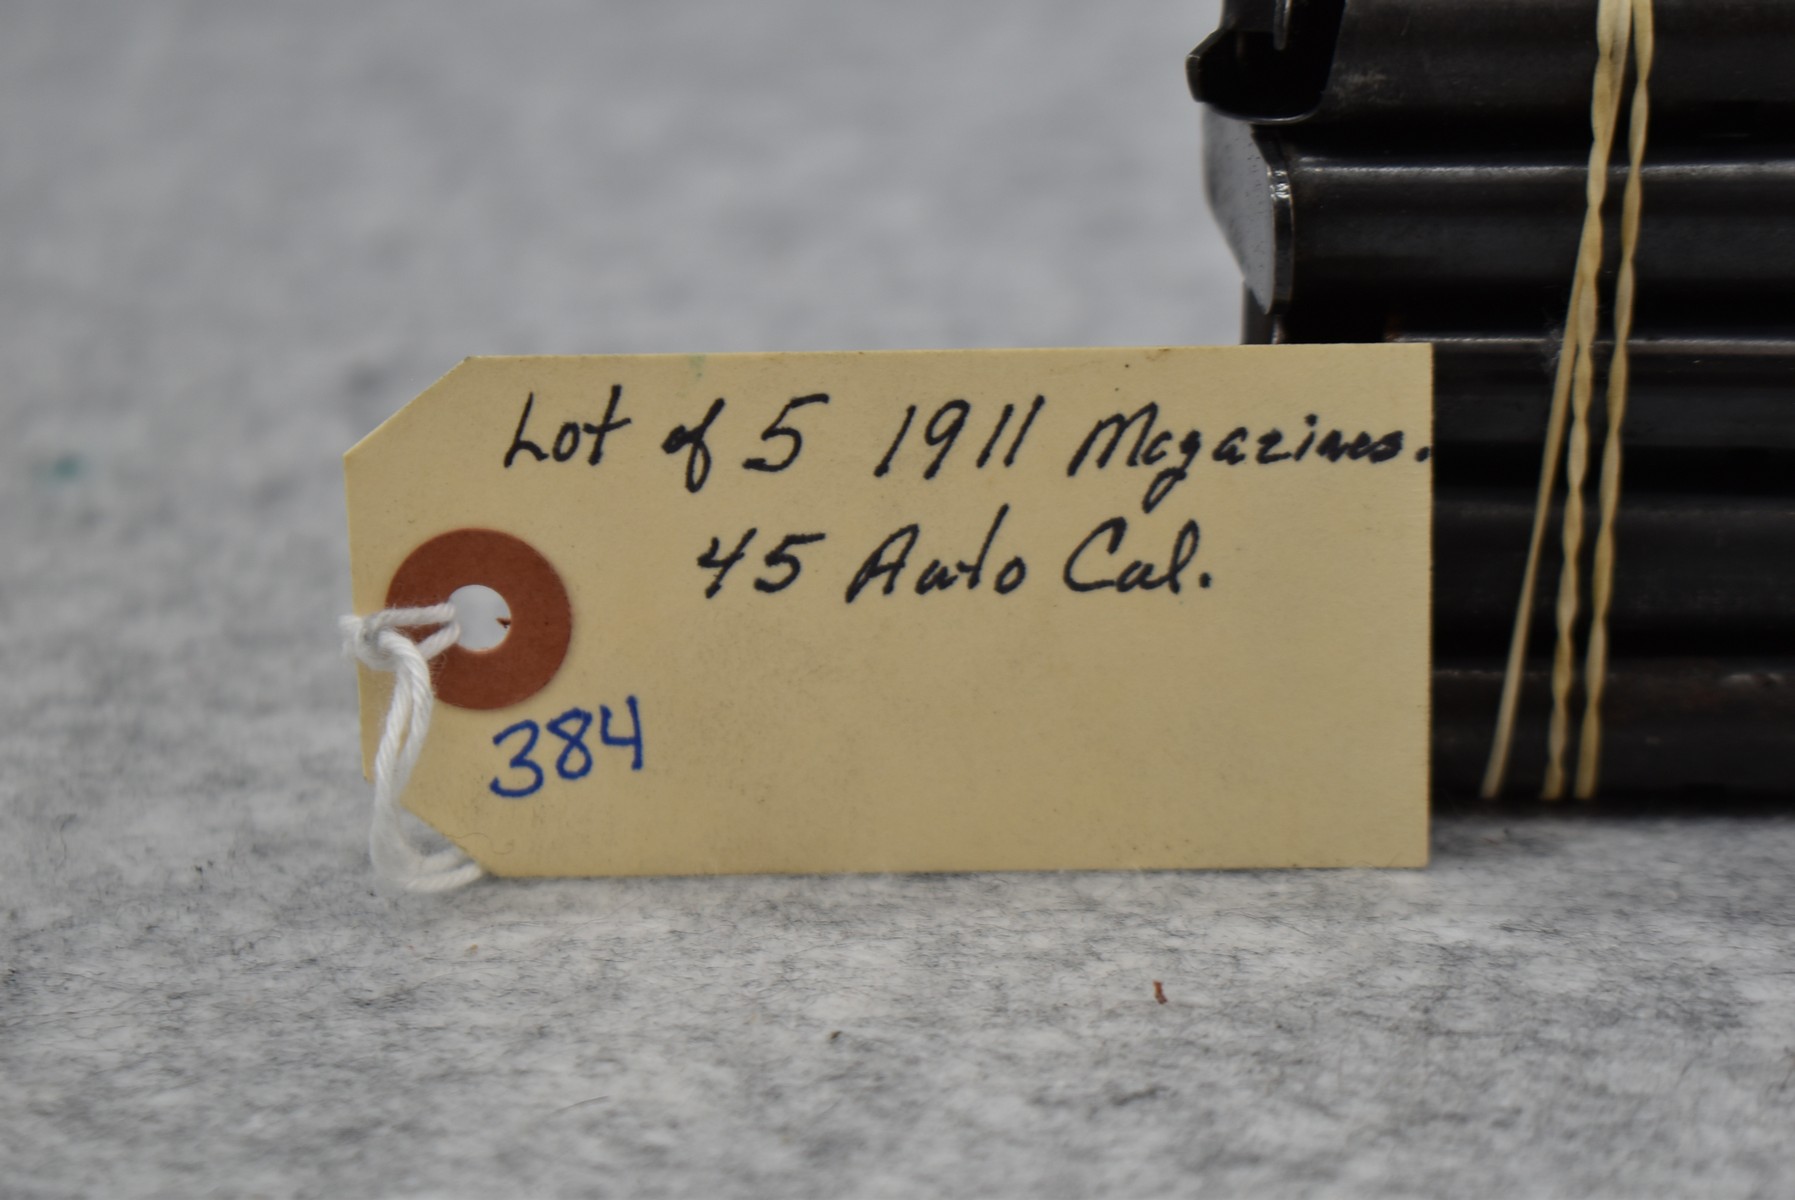 Lot of 5 1911 Magazines.
45 Auto Cal.
384